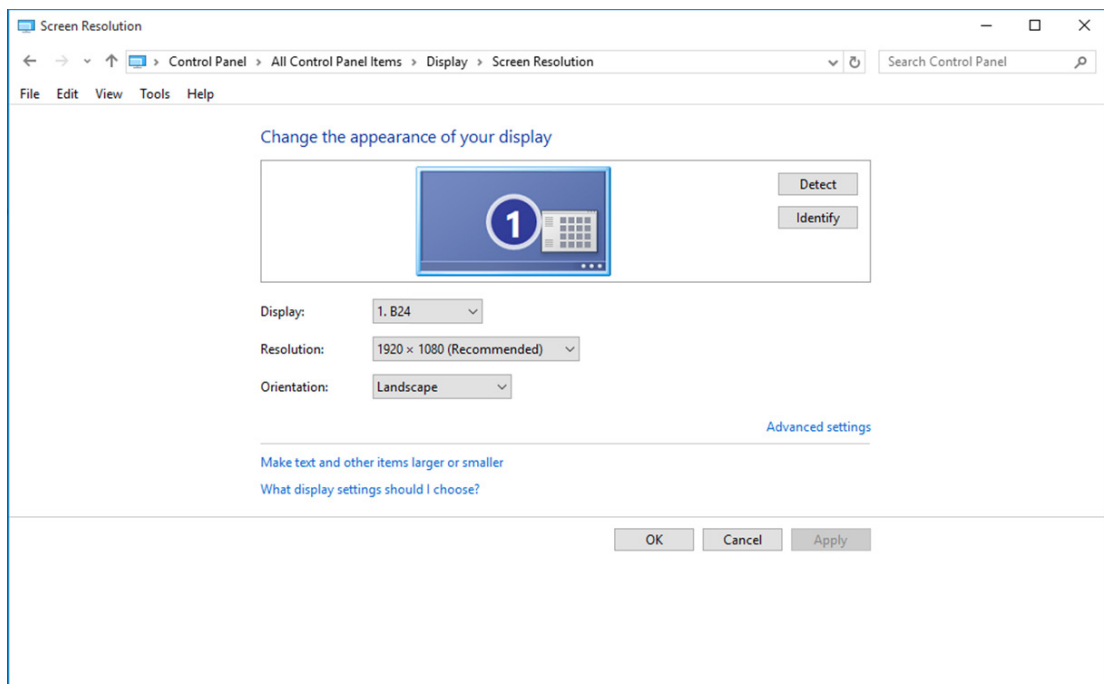 Screen Resolution
Control Panel > All Control Panel Items > Display > Screen Resolution
Search Control Panel
File Edit View Tools Help
Change the appearance of your display
1
Detect
Identify
Display: 1. B24
Resolution: 1920 × 1080 (Recommended)
Orientation: Landscape
Advanced settings
Make text and other items larger or smaller
What display settings should I choose?
OK Cancel Apply